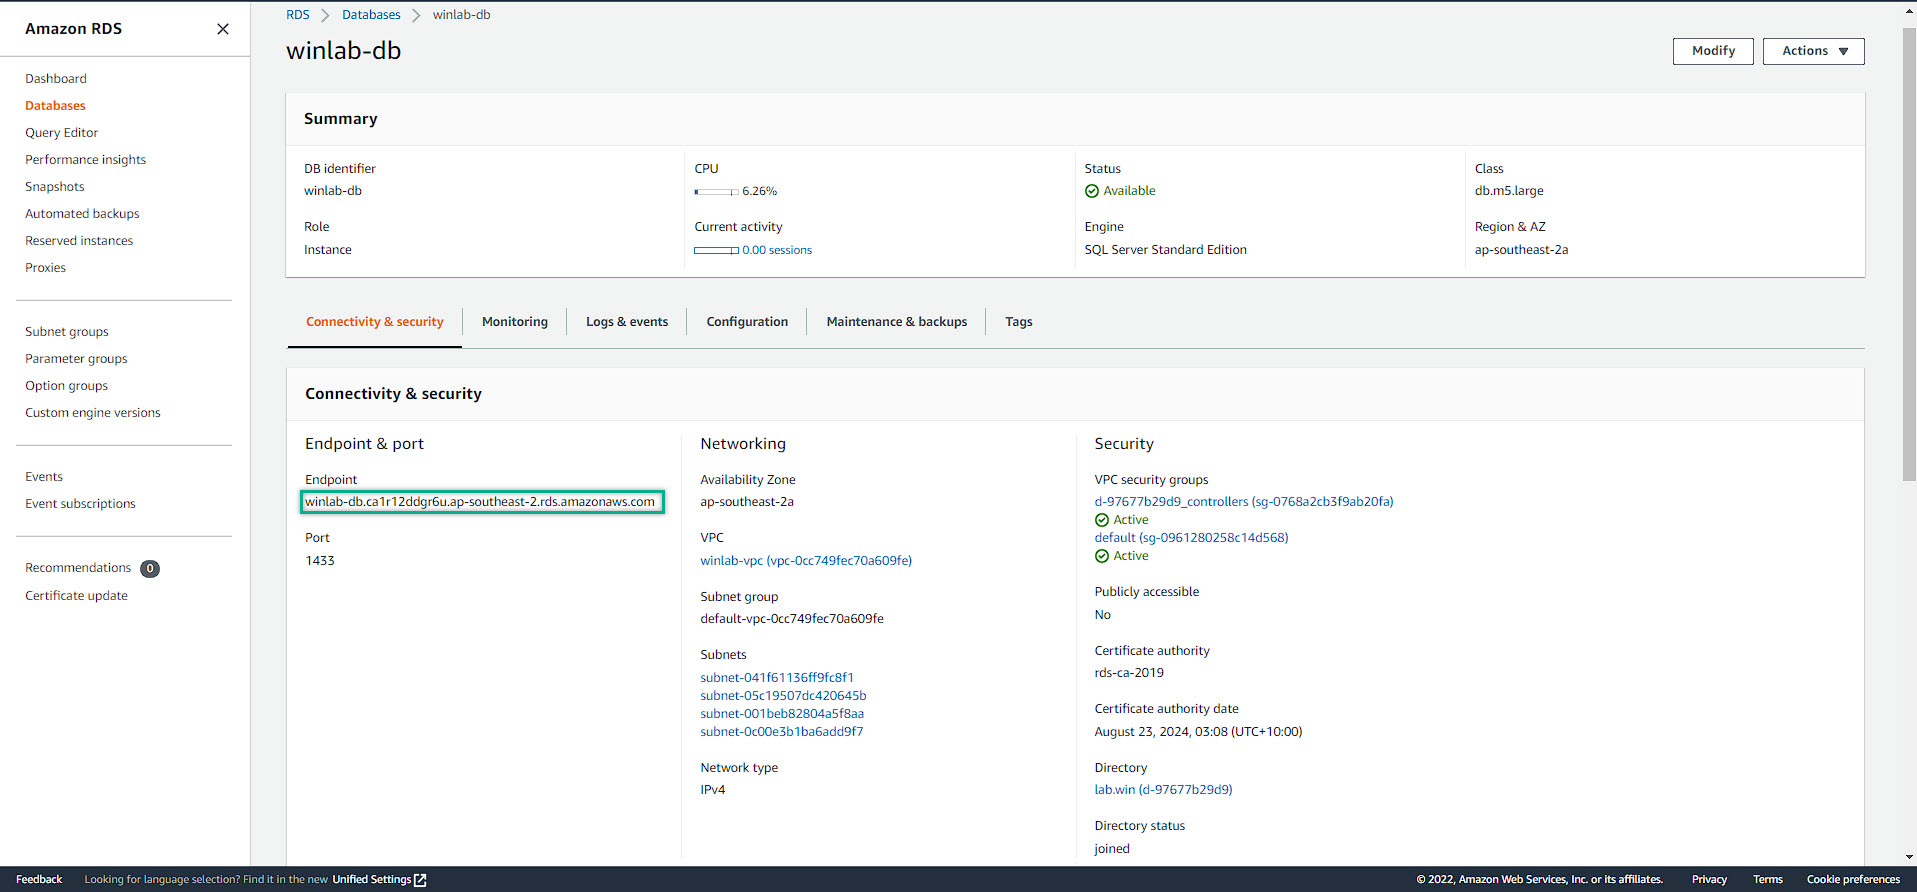 Amazon RDS
Dashboard
Databases
Query Editor
Performance insights
Snapshots
Automated backups
Reserved instances
Proxies
Subnet groups
Parameter groups
Option groups
Custom engine versions
Events
Event subscriptions
Recommendations 0
Certificate update
RDS Databases winlab-db
winlab-db
Modify
Actions
Summary
DB identifier
winlab-db
Role
Instance
CPU
6.26%
Current activity
0.00 sessions
Status
Available
Engine
SQL Server Standard Edition
Class
db.m5.large
Region & AZ
ap-southeast-2a
Connectivity & security
Monitoring
Logs & events
Configuration
Maintenance & backups
Tags
Connectivity & security
Endpoint & port
Endpoint
winlab-db.ca1r12ddgr6u.ap-southeast-2.rds.amazonaws.com
Port
1433
Networking
Availability Zone
ap-southeast-2a
VPC
winlab-vpc (vpc-0cc749fec70a609fe)
Subnet group
default-vpc-0cc749fec70a609fe
Subnets
subnet-041f61136ff9fc8f1
subnet-05c19507dc420645b
subnet-001beb82804a5f8aa
subnet-0c00e3b1ba6add9f7
Network type
IPv4
Security
VPC security groups
d-97677b29d9_controllers (sg-0768a2cb3f9ab20fa)
Active
default (sg-0961280258c14d568)
Active
Publicly accessible
No
Certificate authority
rds-ca-2019
Certificate authority date
August 23, 2024, 03:08 (UTC+10:00)
Directory
lab.win (d-97677b29d9)
Directory status
joined
Feedback
Looking for language selection? Find it in the new Unified Settings
© 2022, Amazon Web Services, Inc. or its affiliates.
Privacy
Terms
Cookie preferences